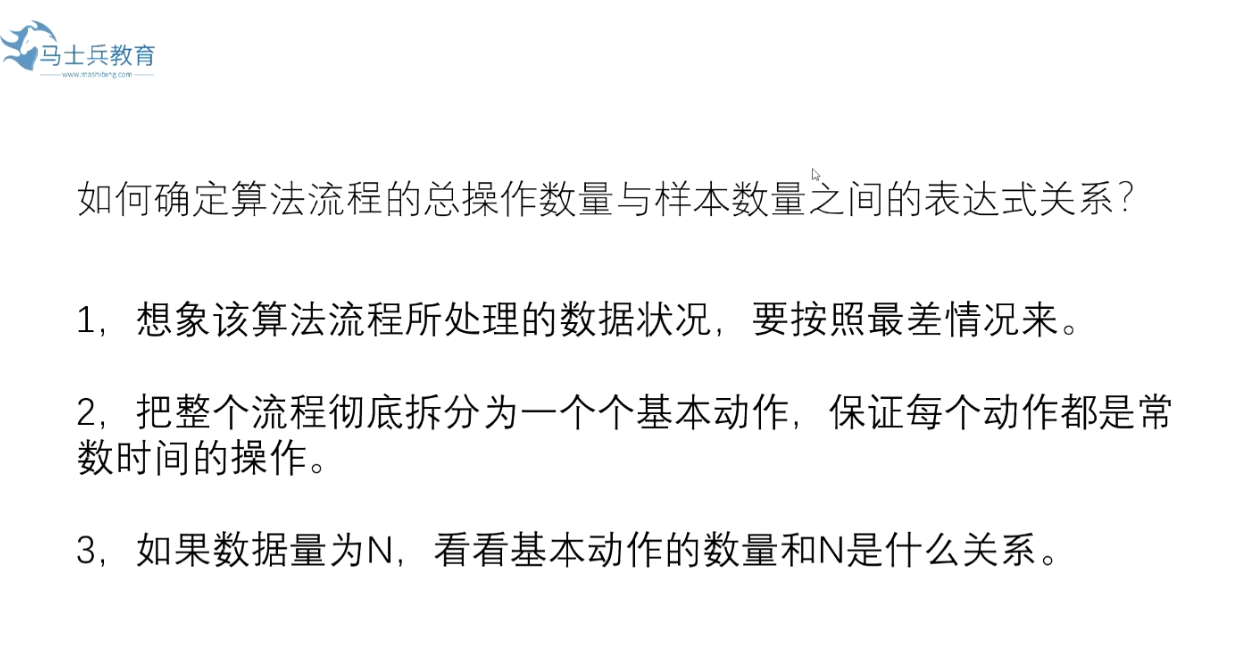 马士兵教育
www.mashibing.com
如何确定算法流程的总操作数量与样本数量之间的表达式关系？
1，想象该算法流程所处理的数据状况，要按照最差情况来。
2，把整个流程彻底拆分为一个个基本动作，保证每个动作都是常
数时间的操作。
3，如果数据量为N，看看基本动作的数量和N是什么关系。